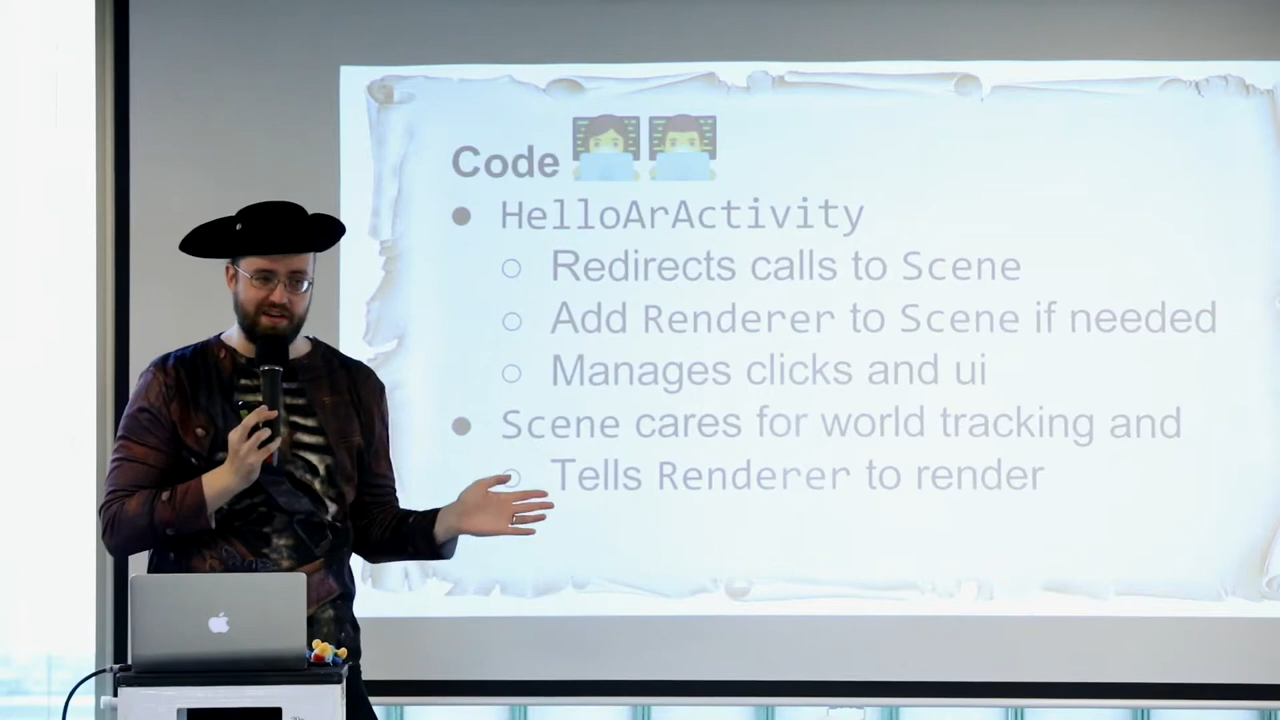 Code
HelloArActivity
Redirects calls to Scene
Add Renderer to Scene if needed
Manages clicks and ui
Scene cares for world tracking and
Tells Renderer to render